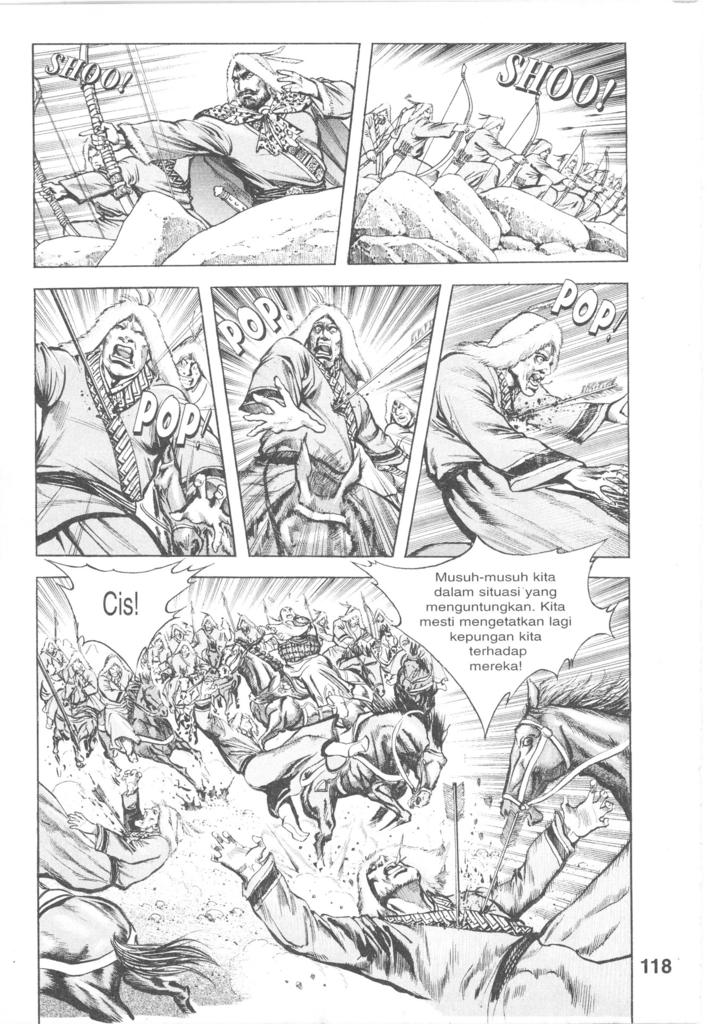 SHOO!
SHOO!
POP!
POP!
POP!
Cis!
Musuh-musuh kita
dalam situasi yang
menguntungkan. Kita
mesti mengetatkan lagi
kepungan kita
terhadap
mereka!
118